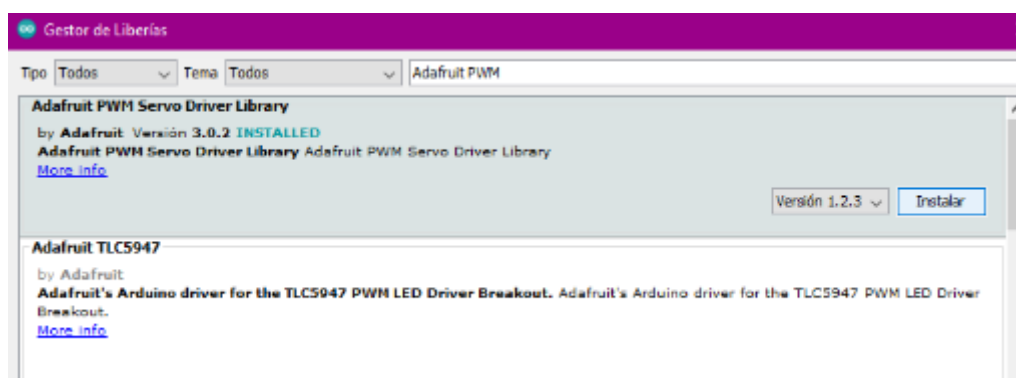 Gestor de Liberías
Tipo Todos Tema Todos Adafruit PWM
Adafruit PWM Servo Driver Library
by Adafruit Versión 3.0.2 INSTALLED
Adafruit PWM Servo Driver Library Adafruit PWM Servo Driver Library
More info
Versión 1.2.3 Instalar
Adafruit TLC5947
by Adafruit
Adafruit's Arduino driver for the TLC5947 PWM LED Driver Breakout. Adafruit's Arduino driver for the TLC5947 PWM LED Driver
Breakout.
More info